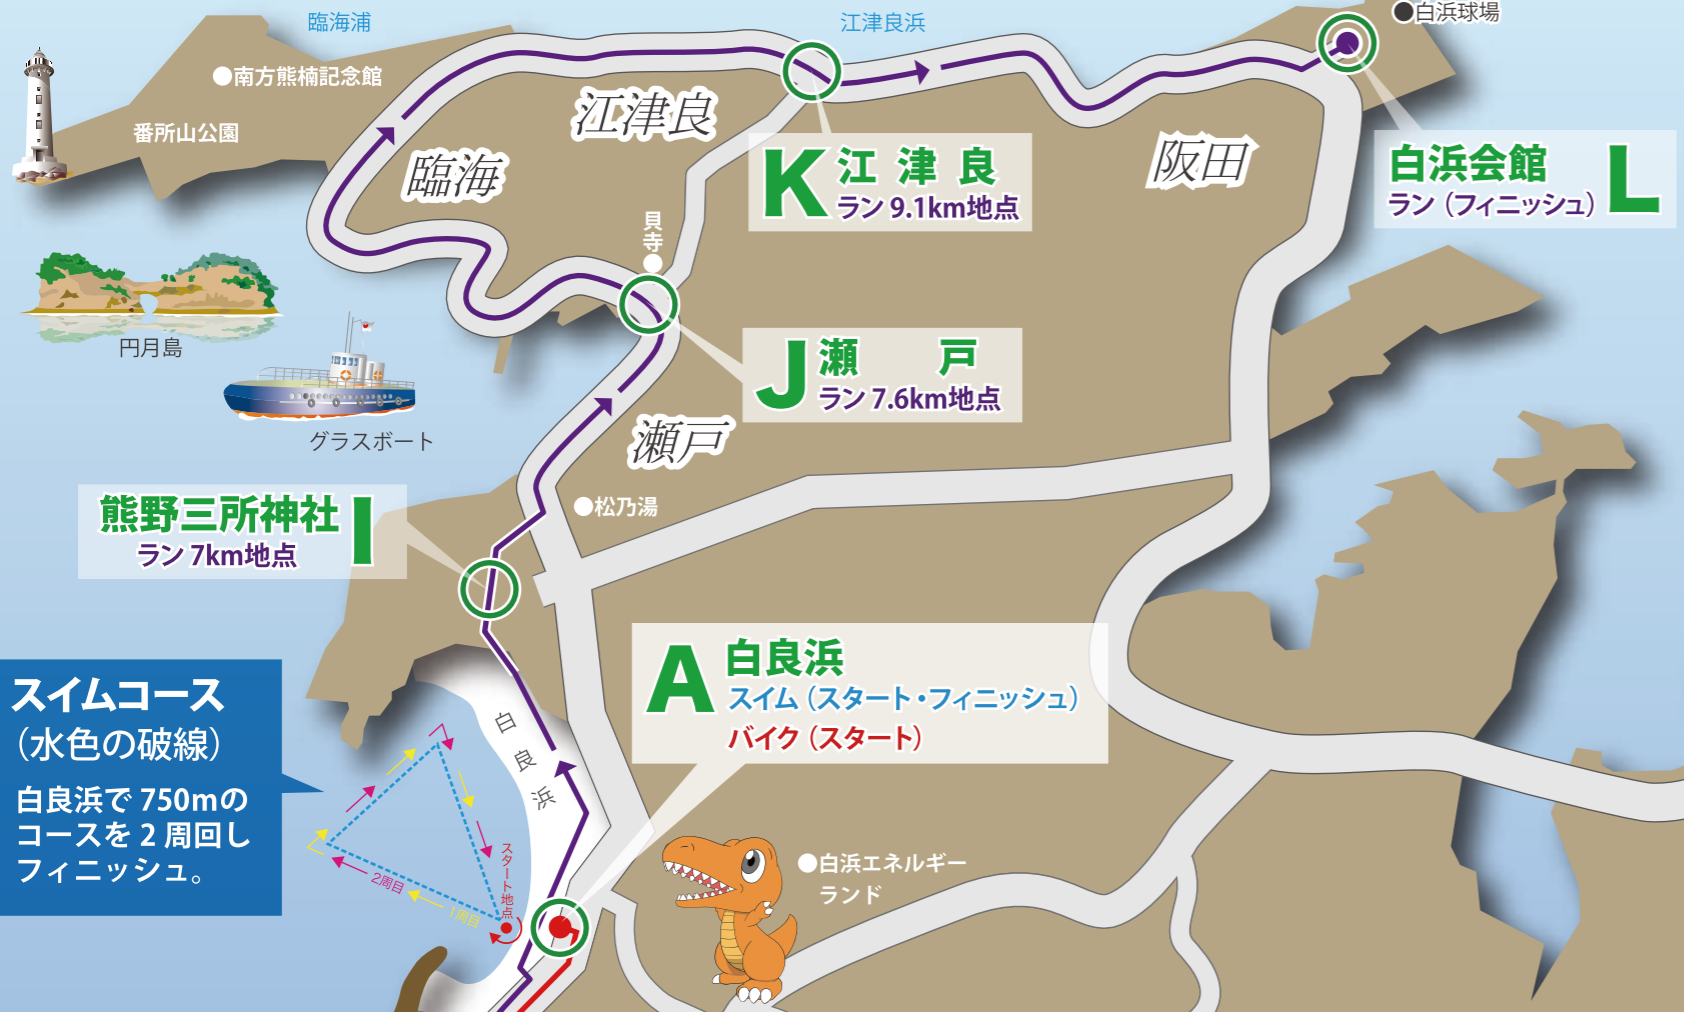 臨海浦
江津良浜
●白浜球場
●南方熊楠記念館
番所山公園
江津良
臨海
阪田
K 江津良
ラン 9.1km地点
白浜会館 L
ラン（フィニッシュ）
貝寺
円月島
グラスボート
J 瀬戸
ラン 7.6km地点
瀬戸
●松乃湯
熊野三所神社 I
ラン 7km地点
A 白良浜
スイム（スタート・フィニッシュ）
バイク（スタート）
スイムコース
（水色の破線）
白良浜で 750mの
コースを 2 周回し
フィニッシュ。
白良浜
スタート地点
2周目
1周目
●白浜エネルギー
ランド